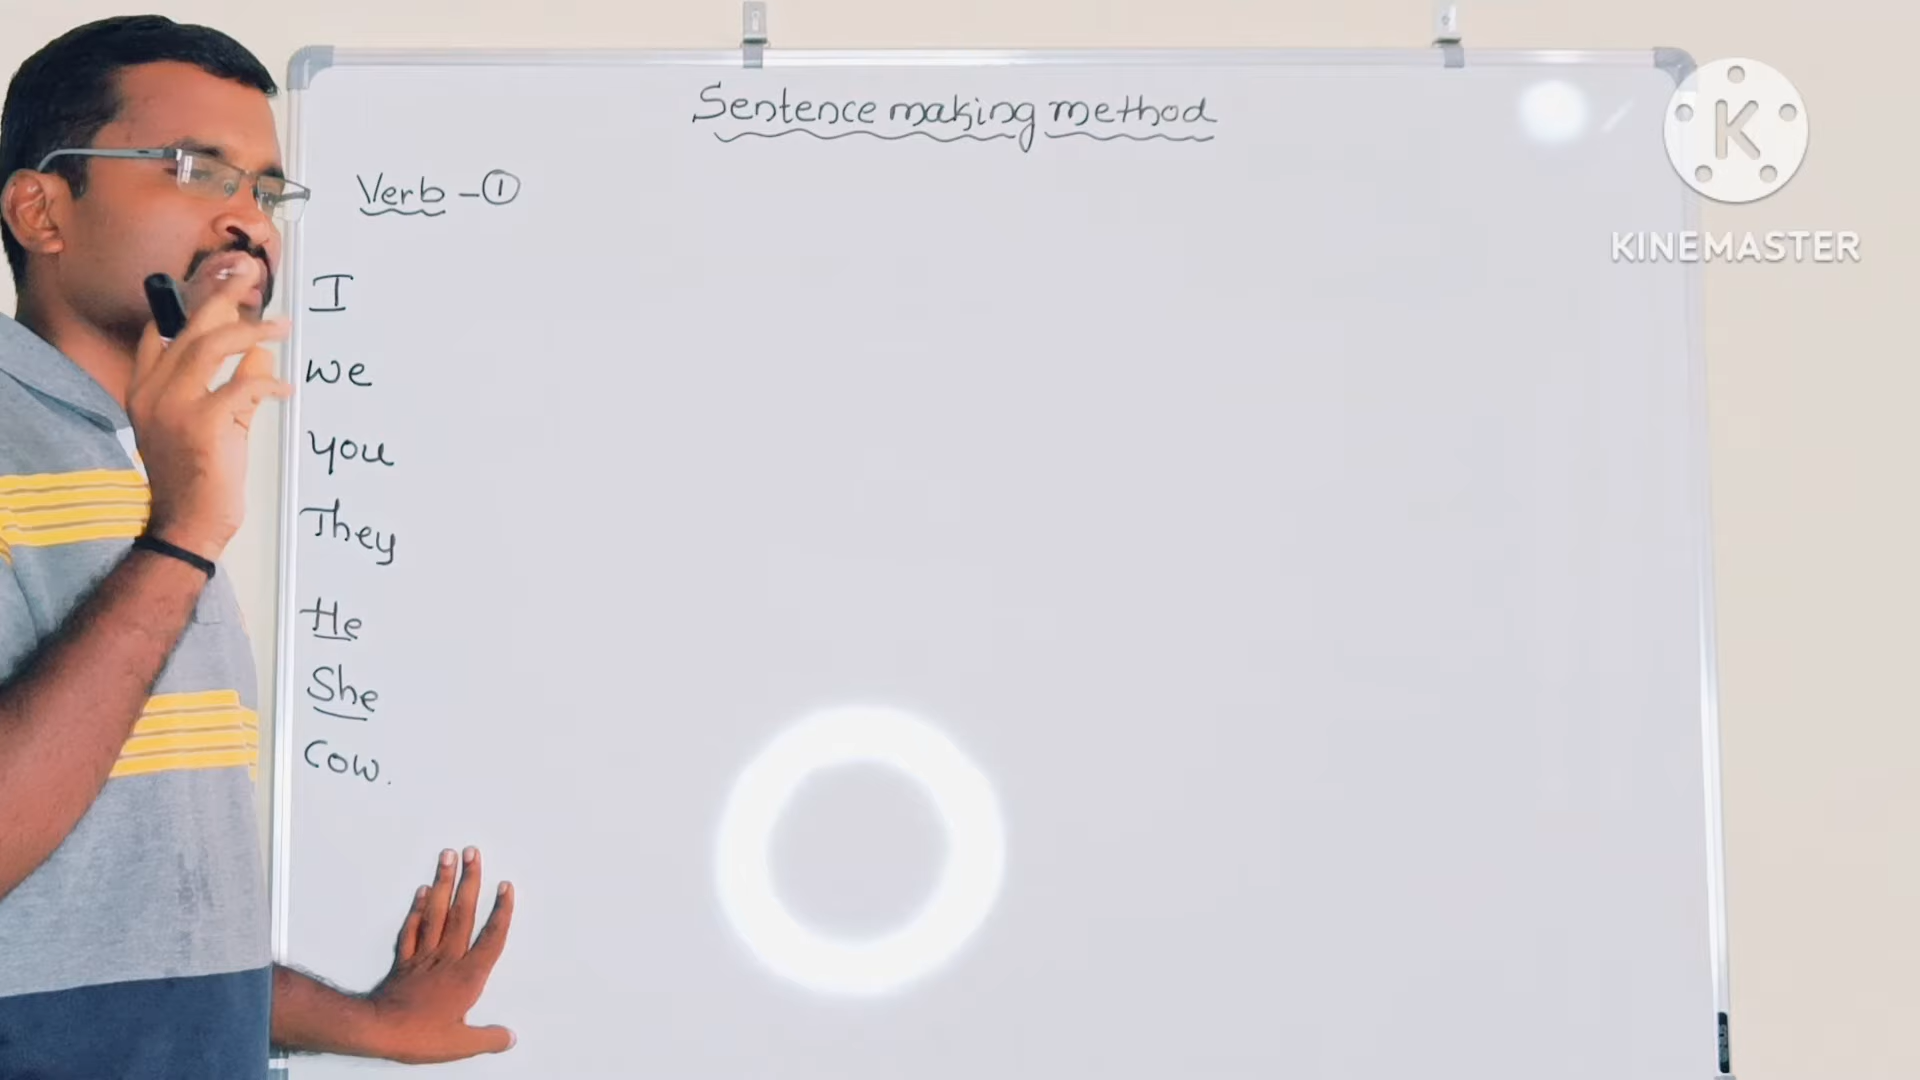 Sentence making method
Verb - ①
I
We
you
They
He
She
Cow.
K
KINEMASTER